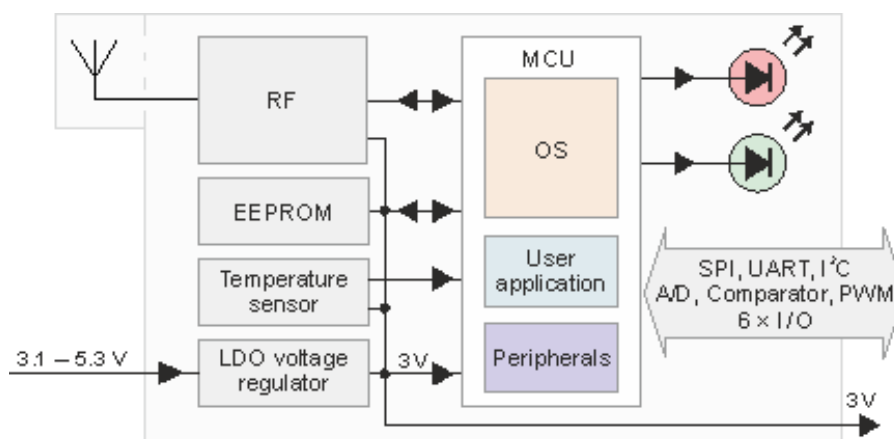 MCU
RF
OS
EEPROM
User
application
Temperature
sensor
SPI, UART, I²C
A/D, Comparator, PWM
6 × I/O
3.1 – 5.3 V
LDO voltage
regulator
3V
Peripherals
3V